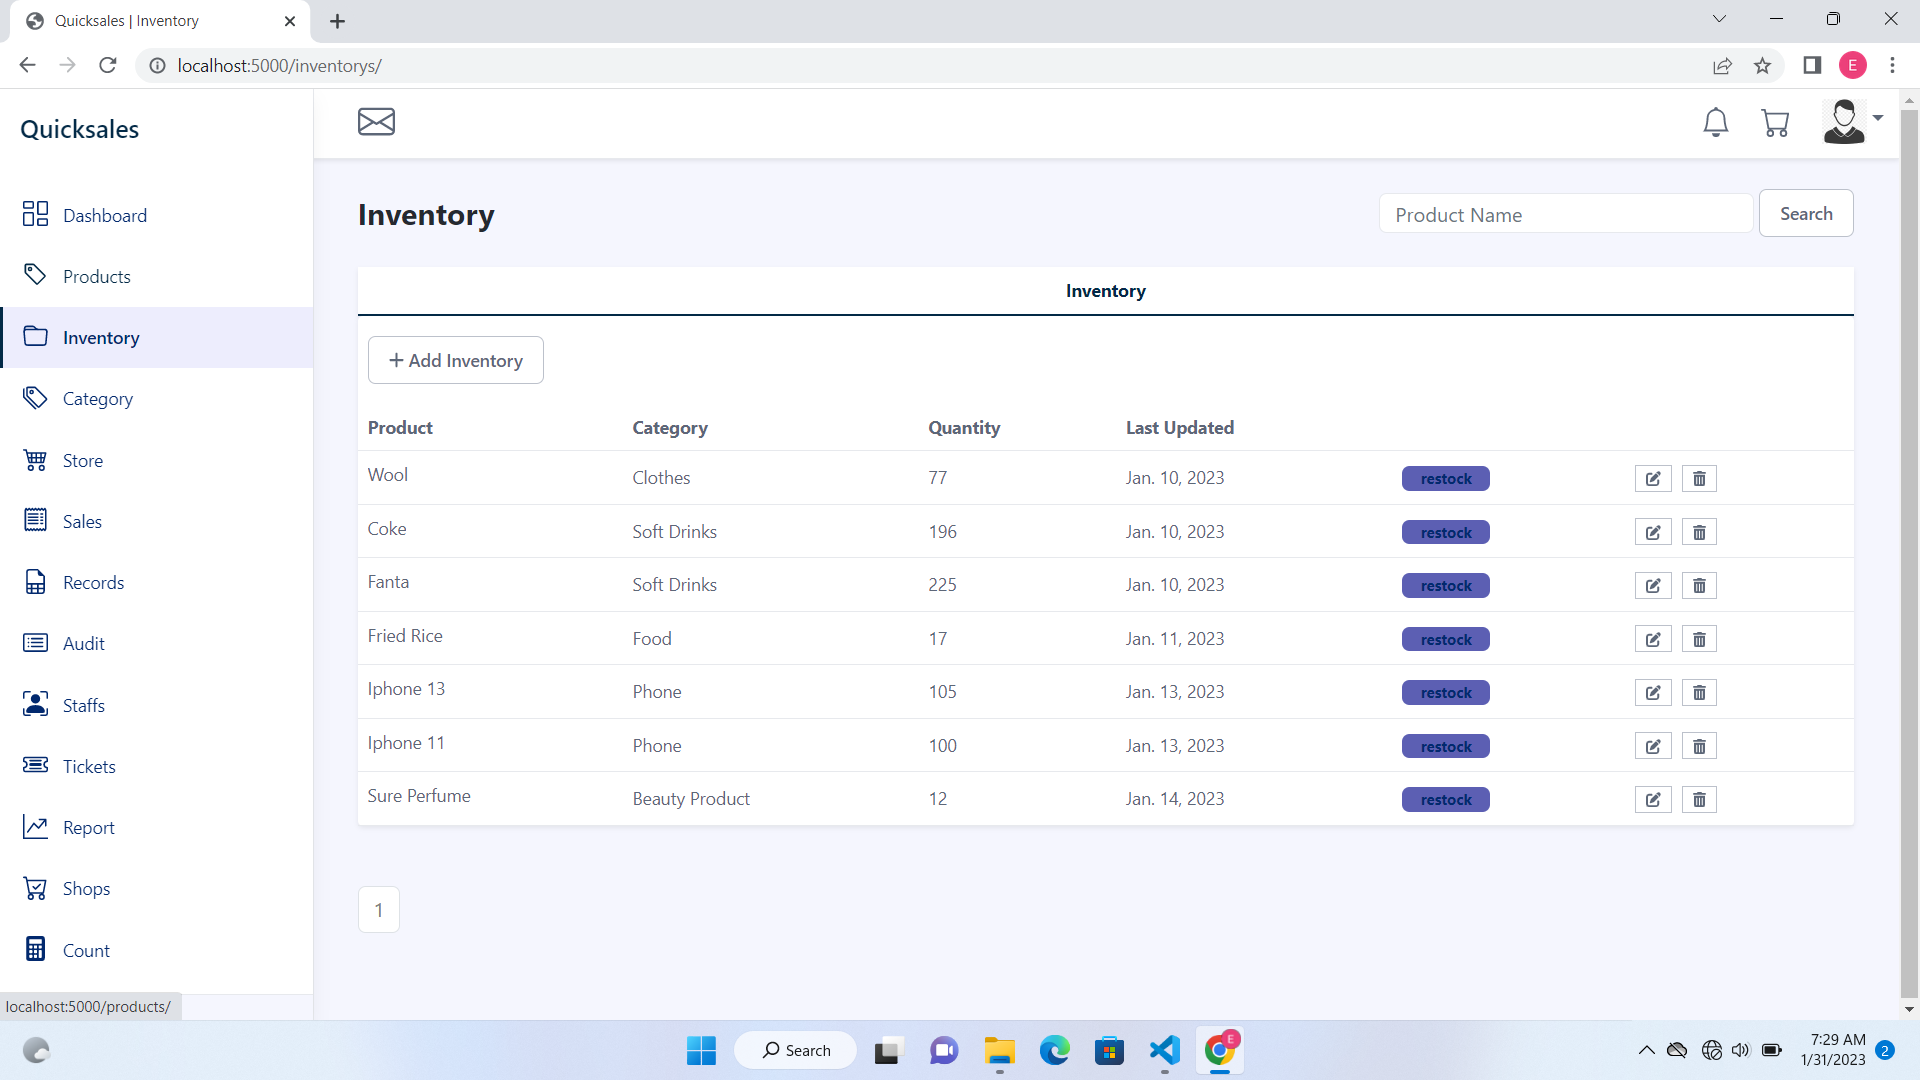 Quicksales | Inventory
localhost:5000/inventorys/
E
Quicksales
Dashboard
Products
Inventory
Category
Store
Sales
Records
Audit
Staffs
Tickets
Report
Shops
Count
localhost:5000/products/
Inventory
Product Name
Search
Inventory
+ Add Inventory
Product Category Quantity Last Updated
Wool Clothes 77 Jan. 10, 2023 restock
Coke Soft Drinks 196 Jan. 10, 2023 restock
Fanta Soft Drinks 225 Jan. 10, 2023 restock
Fried Rice Food 17 Jan. 11, 2023 restock
Iphone 13 Phone 105 Jan. 13, 2023 restock
Iphone 11 Phone 100 Jan. 13, 2023 restock
Sure Perfume Beauty Product 12 Jan. 14, 2023 restock
1
Search
E
7:29 AM
1/31/2023
2